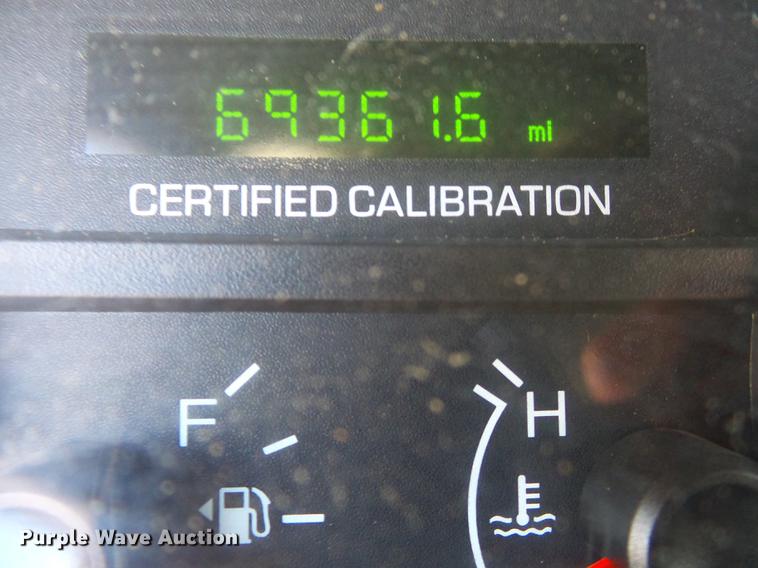 69361.6 mi
CERTIFIED CALIBRATION
F H
Purple Wave Auction